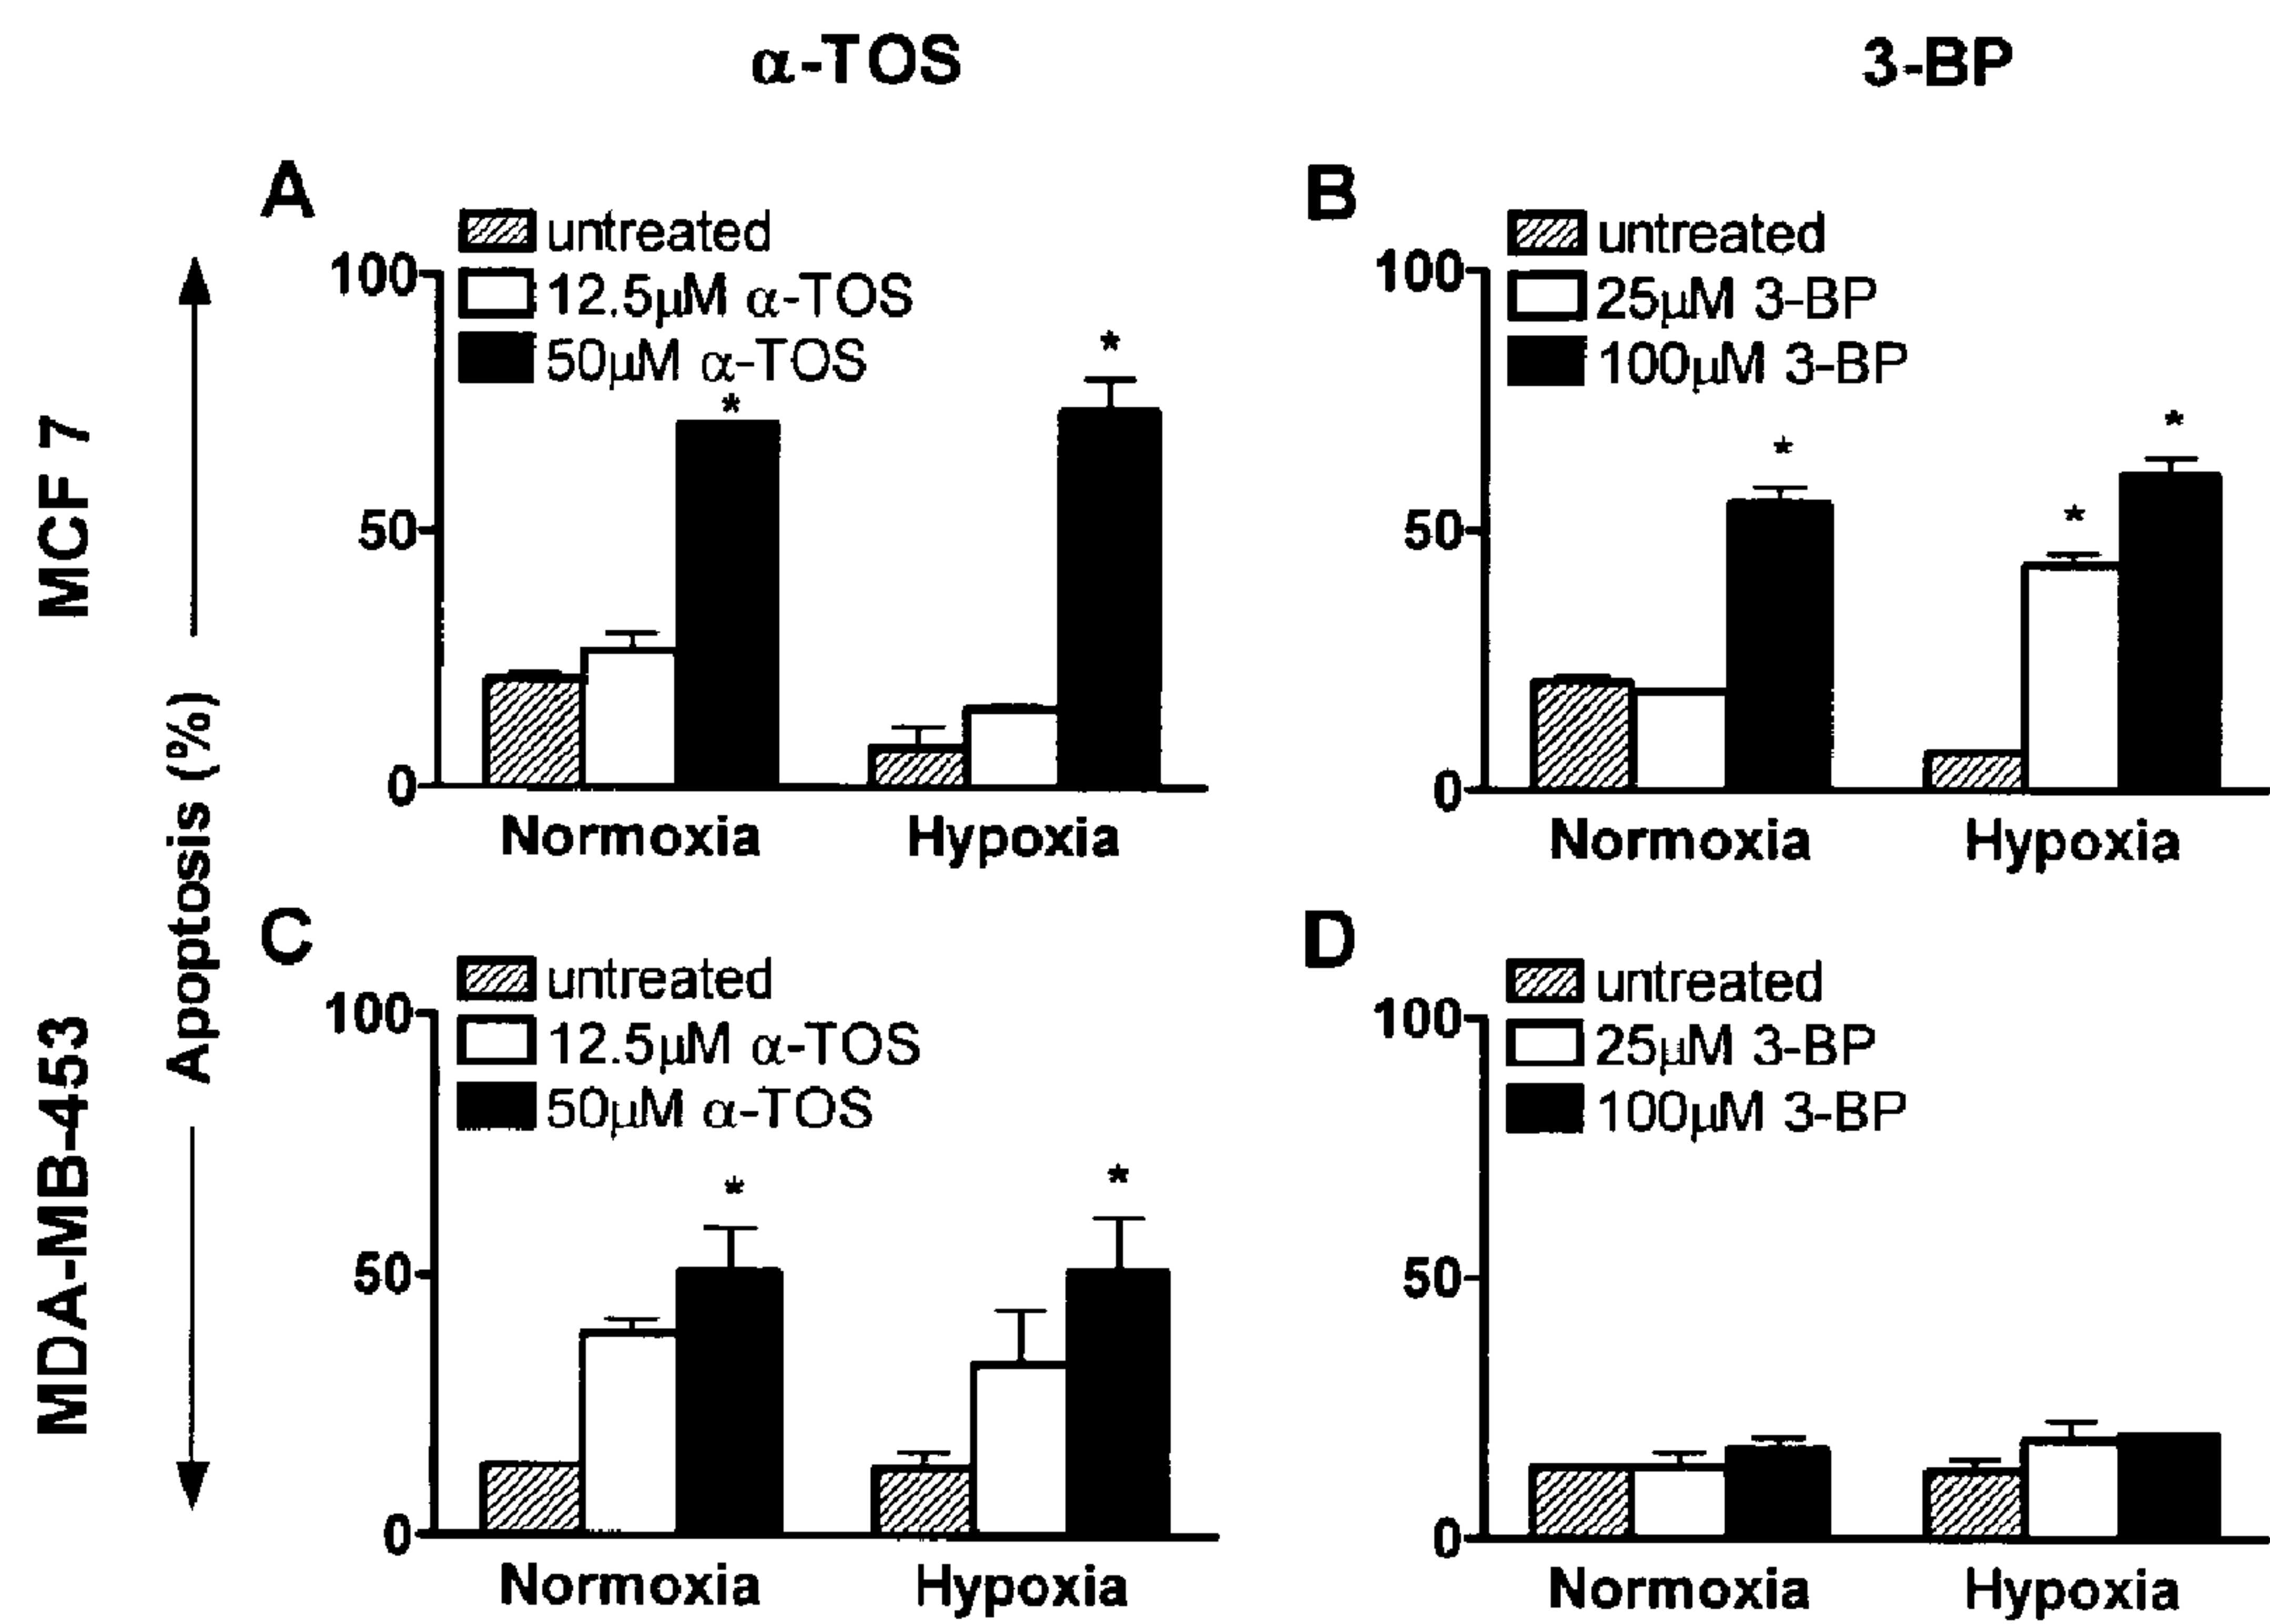 α-TOS
3-BP
MCF 7
Apoptosis (%)
MDA-MB-453
A
untreated
12.5µM α-TOS
50µM α-TOS
100
50
0
*
*
Normoxia
Hypoxia
B
untreated
25µM 3-BP
100µM 3-BP
100
50
0
*
*
*
Normoxia
Hypoxia
C
untreated
12.5µM α-TOS
50µM α-TOS
100
50
0
*
*
Normoxia
Hypoxia
D
untreated
25µM 3-BP
100µM 3-BP
100
50
0
Normoxia
Hypoxia